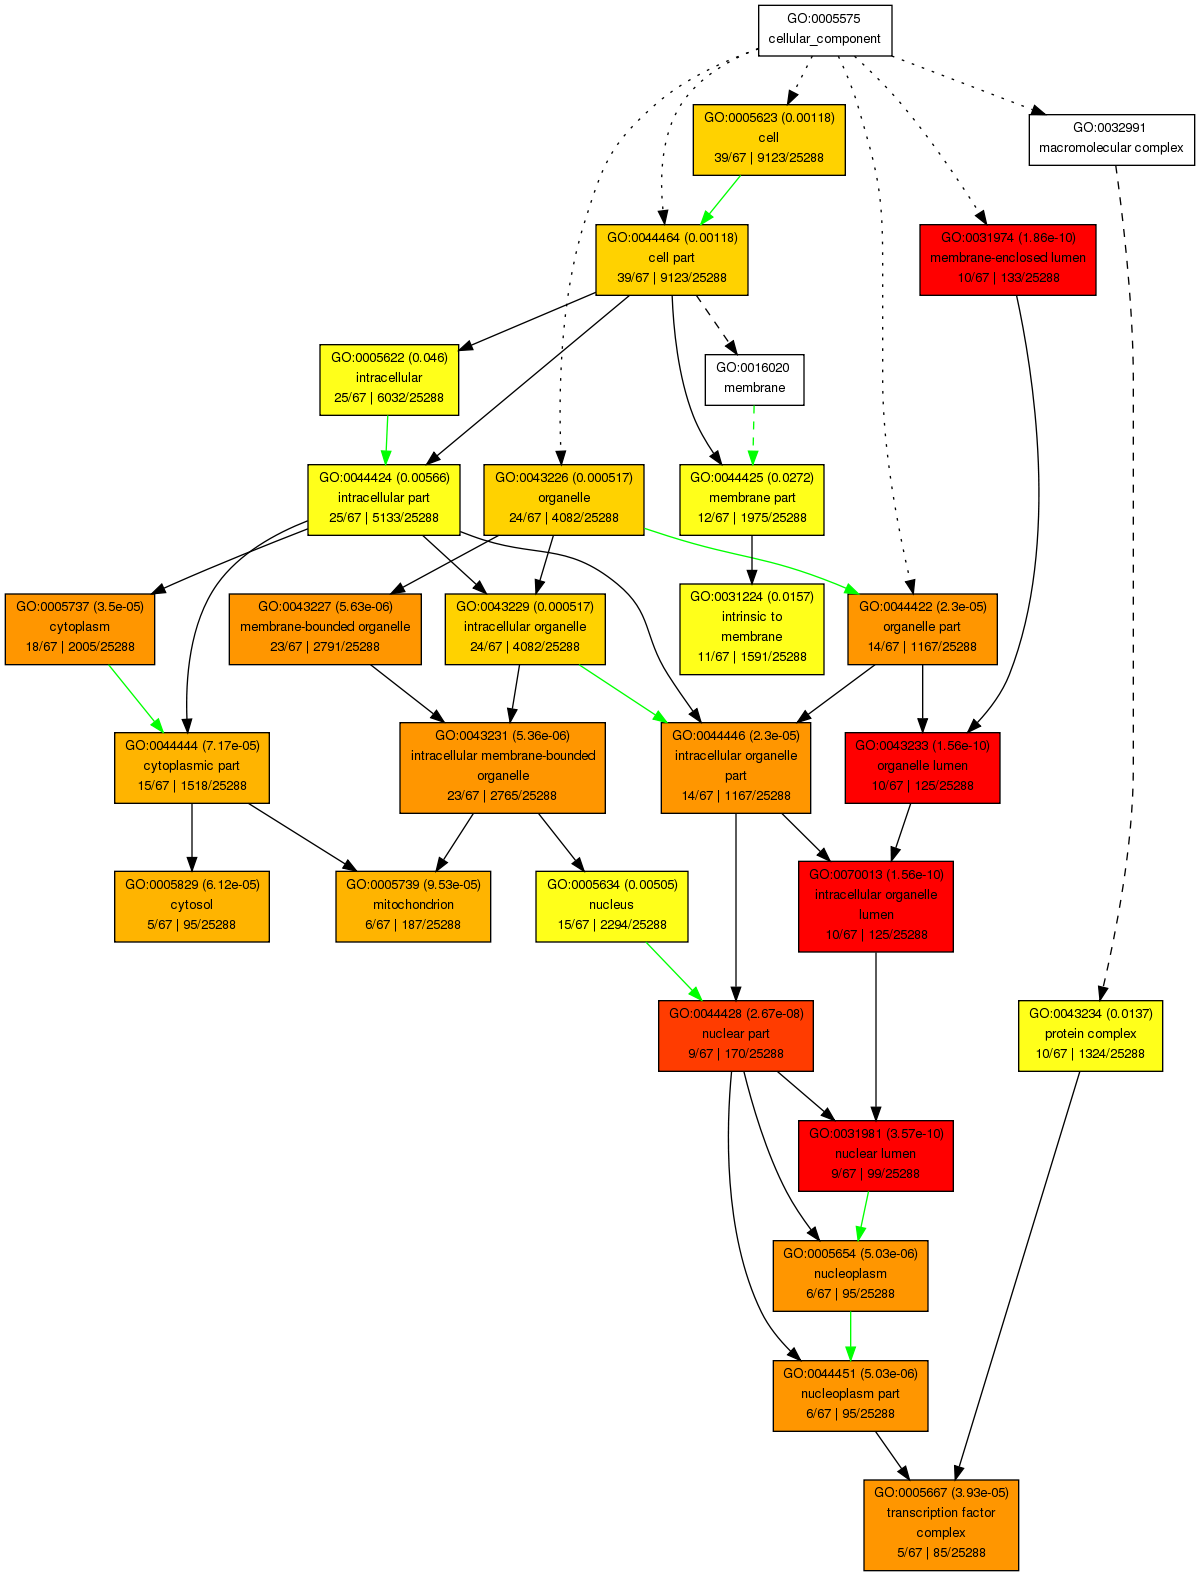 GO:0005575
cellular_component
GO:0005623 (0.00118)
cell
39/67 | 9123/25288
GO:0032991
macromolecular complex
GO:0044464 (0.00118)
cell part
39/67 | 9123/25288
GO:0031974 (1.86e-10)
membrane-enclosed lumen
10/67 | 133/25288
GO:0005622 (0.046)
intracellular
25/67 | 6032/25288
GO:0016020
membrane
GO:0044424 (0.00566)
intracellular part
25/67 | 5133/25288
GO:0043226 (0.000517)
organelle
24/67 | 4082/25288
GO:0044425 (0.0272)
membrane part
12/67 | 1975/25288
GO:0005737 (3.5e-05)
cytoplasm
18/67 | 2005/25288
GO:0043227 (5.63e-06)
membrane-bounded organelle
23/67 | 2791/25288
GO:0043229 (0.000517)
intracellular organelle
24/67 | 4082/25288
GO:0031224 (0.0157)
intrinsic to
membrane
11/67 | 1591/25288
GO:0044422 (2.3e-05)
organelle part
14/67 | 1167/25288
GO:0044444 (7.17e-05)
cytoplasmic part
15/67 | 1518/25288
GO:0043231 (5.36e-06)
intracellular membrane-bounded
organelle
23/67 | 2765/25288
GO:0044446 (2.3e-05)
intracellular organelle
part
14/67 | 1167/25288
GO:0043233 (1.56e-10)
organelle lumen
10/67 | 125/25288
GO:0005829 (6.12e-05)
cytosol
5/67 | 95/25288
GO:0005739 (9.53e-05)
mitochondrion
6/67 | 187/25288
GO:0005634 (0.00505)
nucleus
15/67 | 2294/25288
GO:0070013 (1.56e-10)
intracellular organelle
lumen
10/67 | 125/25288
GO:0044428 (2.67e-08)
nuclear part
9/67 | 170/25288
GO:0043234 (0.0137)
protein complex
10/67 | 1324/25288
GO:0031981 (3.57e-10)
nuclear lumen
9/67 | 99/25288
GO:0005654 (5.03e-06)
nucleoplasm
6/67 | 95/25288
GO:0044451 (5.03e-06)
nucleoplasm part
6/67 | 95/25288
GO:0005667 (3.93e-05)
transcription factor
complex
5/67 | 85/25288